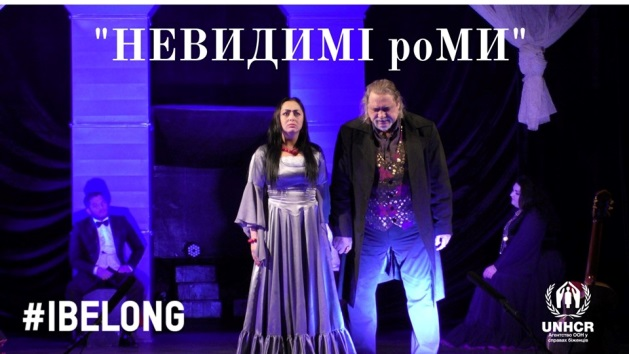 "НЕВИДИМІ роМИ"
#IBELONG
UNHCR
Агентство ООН у
справах біженців